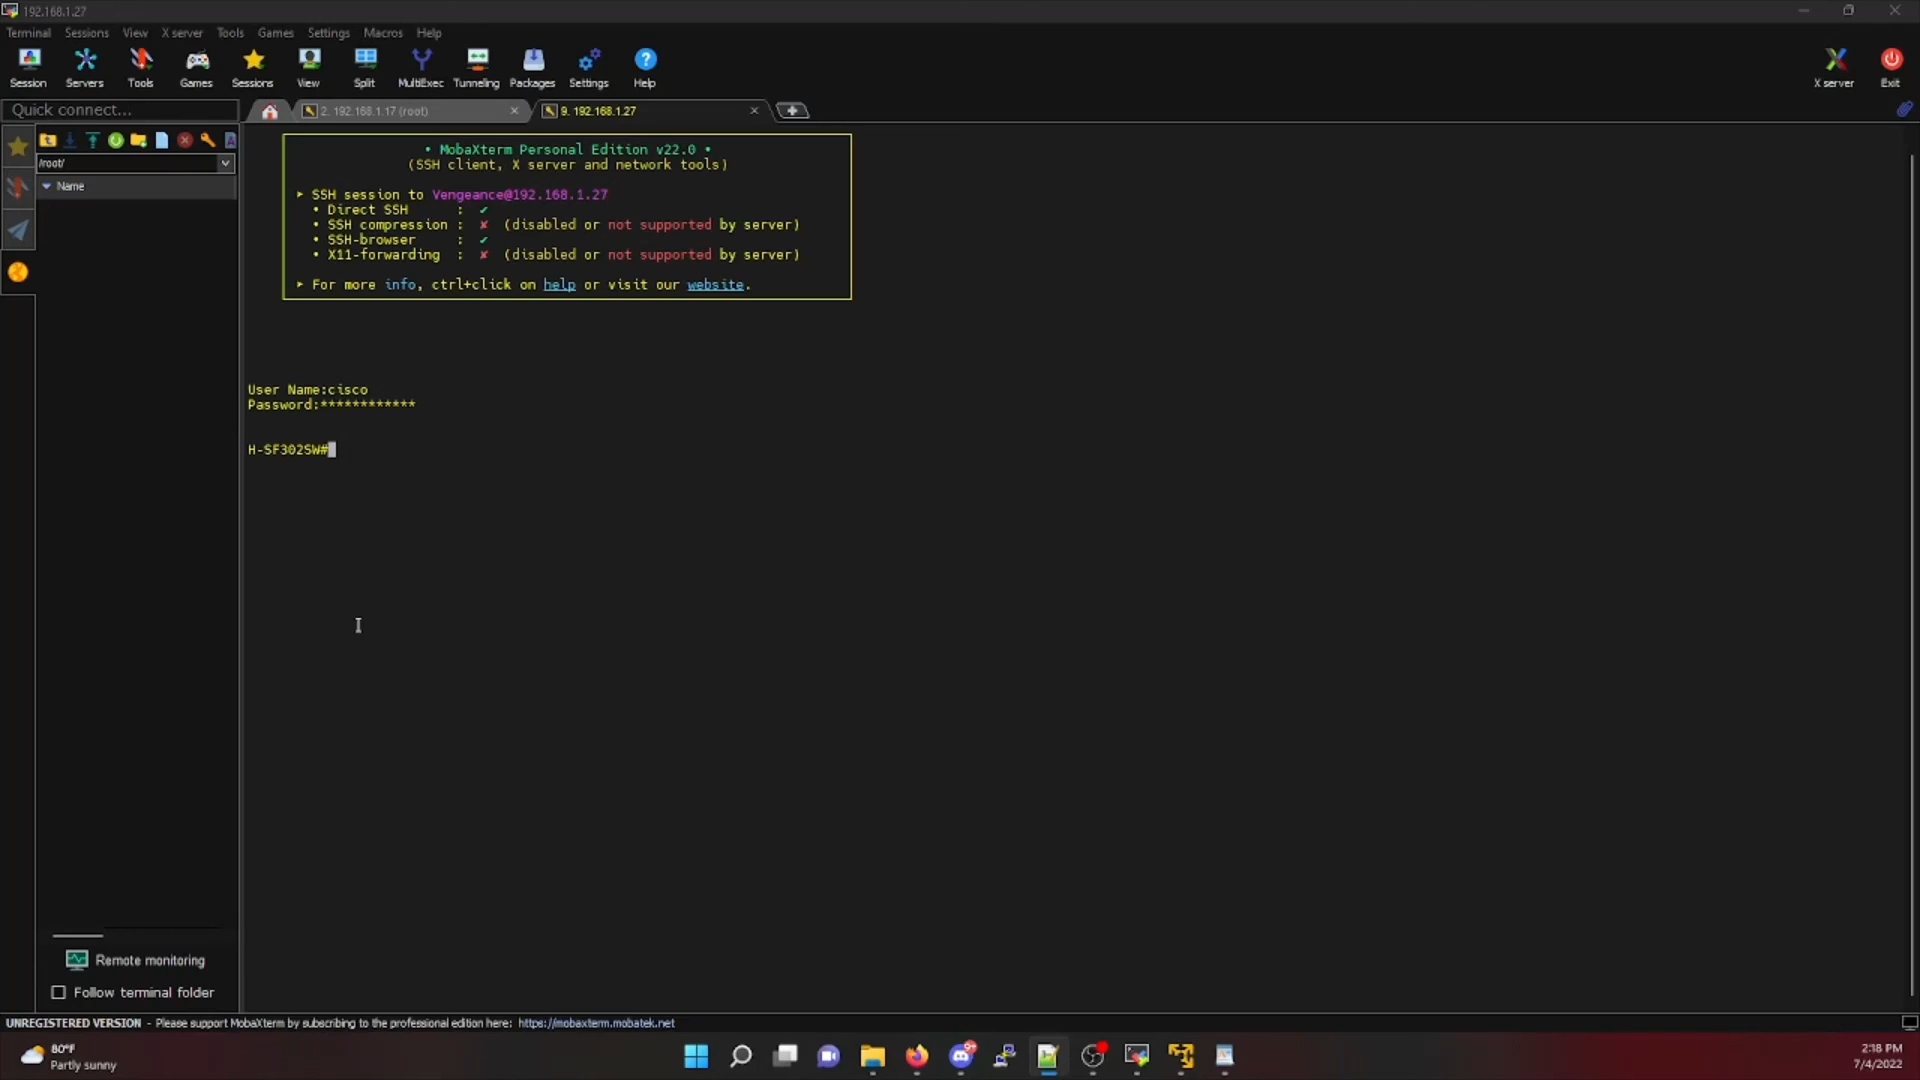 192.168.1.27
Terminal Sessions View X server Tools Games Settings Macros Help
Session Servers Tools Games Sessions View Split MultiExec Tunneling Packages Settings Help X server Exit
Quick connect...
2. 192.168.1.17 (root)
9. 192.168.1.27
/root/
Name
• MobaXterm Personal Edition v22.0 •
(SSH client, X server and network tools)
▸ SSH session to Vengeance@192.168.1.27
• Direct SSH : ✔
• SSH compression : ✘ (disabled or not supported by server)
• SSH-browser : ✔
• X11-forwarding : ✘ (disabled or not supported by server)
▸ For more info, ctrl+click on help or visit our website.
User Name:cisco
Password:************
H-SF302SW#
Remote monitoring
Follow terminal folder
UNREGISTERED VERSION - Please support MobaXterm by subscribing to the professional edition here: https://mobaxterm.mobatek.net
80°F
Partly sunny
2:18 PM
7/4/2022